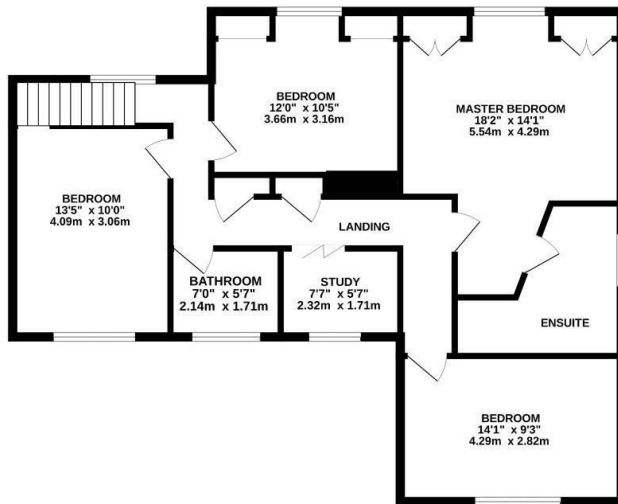 BEDROOM
12'0" x 10'5"
3.66m x 3.16m
MASTER BEDROOM
18'2" x 14'1"
5.54m x 4.29m
BEDROOM
13'5" x 10'0"
4.09m x 3.06m
LANDING
BATHROOM
7'0" x 5'7"
2.14m x 1.71m
STUDY
7'7" x 5'7"
2.32m x 1.71m
ENSUITE
BEDROOM
14'1" x 9'3"
4.29m x 2.82m